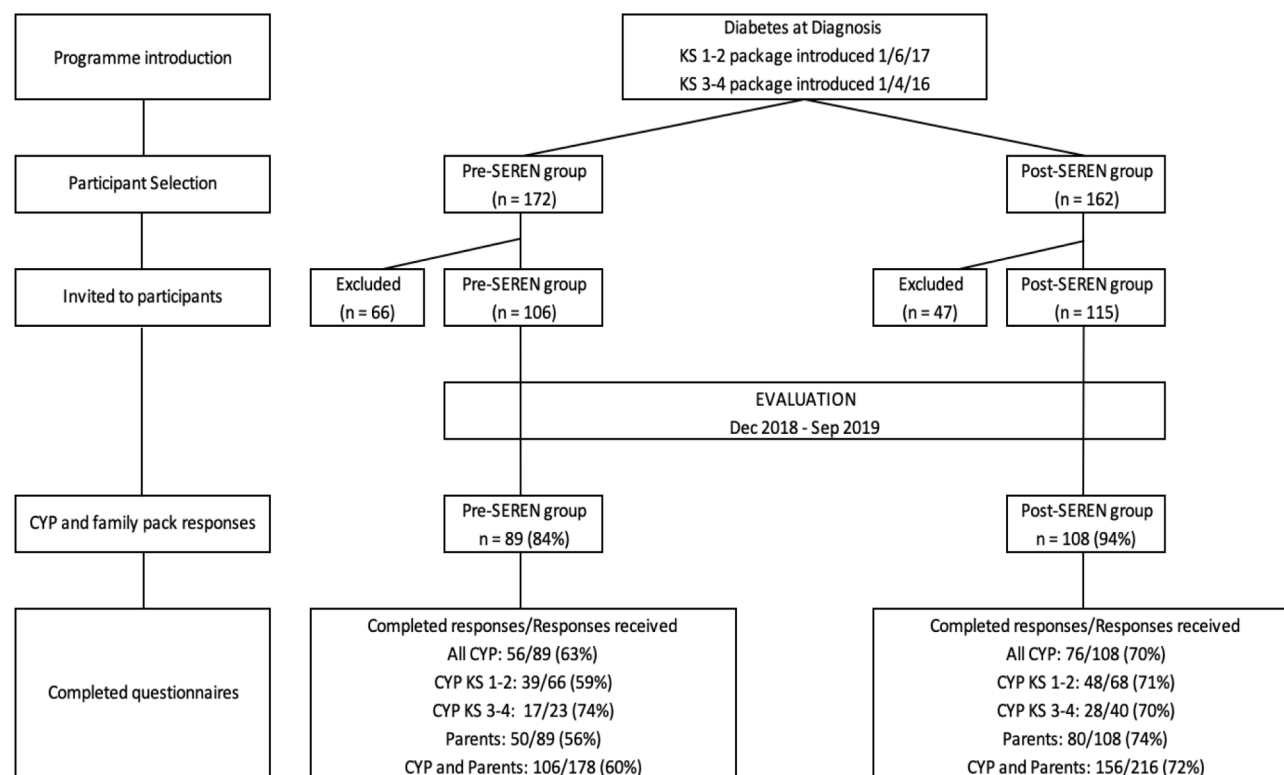 Programme introduction
Diabetes at Diagnosis
KS 1-2 package introduced 1/6/17
KS 3-4 package introduced 1/4/16
Participant Selection
Pre-SEREN group
(n = 172)
Post-SEREN group
(n = 162)
Invited to participants
Excluded
(n = 66)
Pre-SEREN group
(n = 106)
Excluded
(n = 47)
Post-SEREN group
(n = 115)
EVALUATION
Dec 2018 - Sep 2019
CYP and family pack responses
Pre-SEREN group
n = 89 (84%)
Post-SEREN group
n = 108 (94%)
Completed questionnaires
Completed responses/Responses received
All CYP: 56/89 (63%)
CYP KS 1-2: 39/66 (59%)
CYP KS 3-4: 17/23 (74%)
Parents: 50/89 (56%)
CYP and Parents: 106/178 (60%)
Completed responses/Responses received
All CYP: 76/108 (70%)
CYP KS 1-2: 48/68 (71%)
CYP KS 3-4: 28/40 (70%)
Parents: 80/108 (74%)
CYP and Parents: 156/216 (72%)